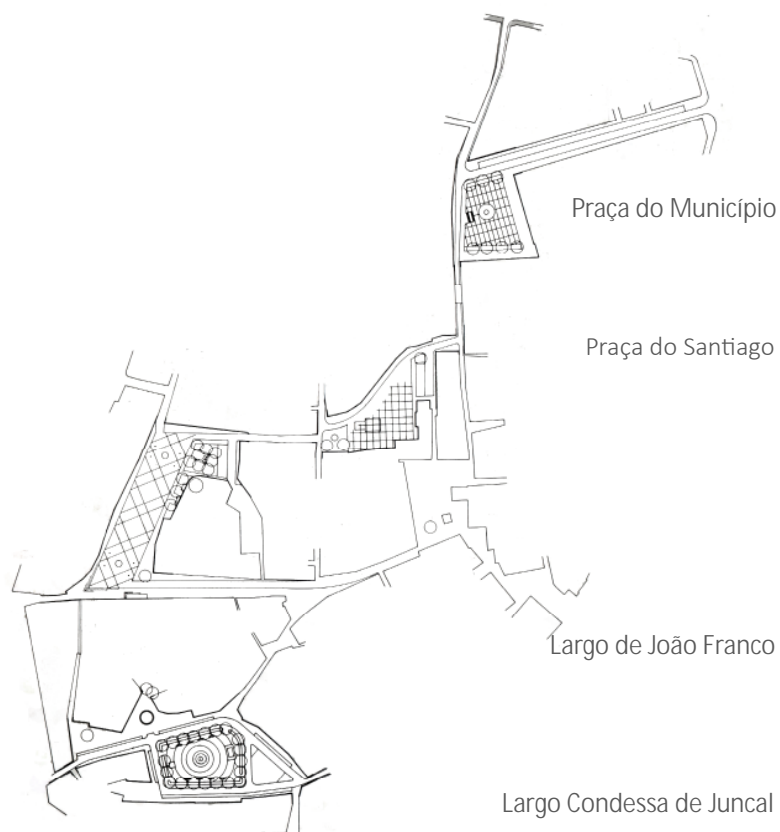 Praça do Município
Praça do Santiago
Largo de João Franco
Largo Condessa de Juncal